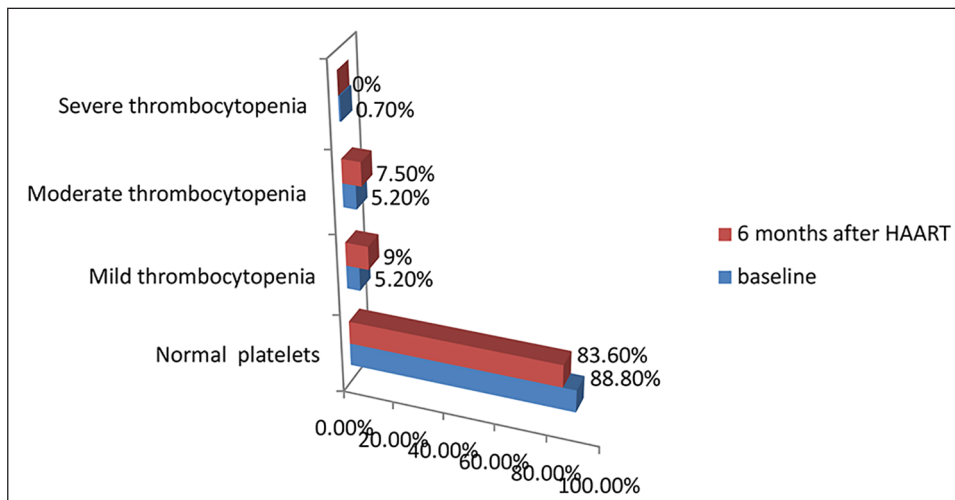 Severe thrombocytopenia
0%
0.70%
Moderate thrombocytopenia
7.50%
5.20%
Mild thrombocytopenia
9%
5.20%
Normal platelets
83.60%
88.80%
0.00%
20.00%
40.00%
60.00%
80.00%
100.00%
6 months after HAART
baseline